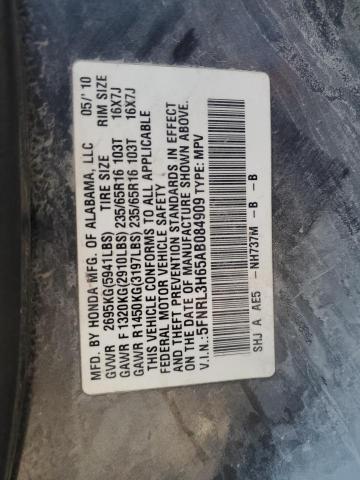 MFD. BY HONDA MFG. OF ALABAMA, LLC 05/'10
GVWR 2695KG(5941LBS) TIRE SIZE RIM SIZE
GAWR F 1320KG(2910LBS) 235/65R16 103T 16X7J
GAWR R1450KG(3197LBS) 235/65R16 103T 16X7J
THIS VEHICLE CONFORMS TO ALL APPLICABLE
FEDERAL MOTOR VEHICLE SAFETY
AND THEFT PREVENTION STANDARDS IN EFFECT
ON THE DATE OF MANUFACTURE SHOWN ABOVE.
V.I.N.: 5FNRL3H65AB084909 TYPE: MPV
SHJ A AE5 -NH737M -B -B